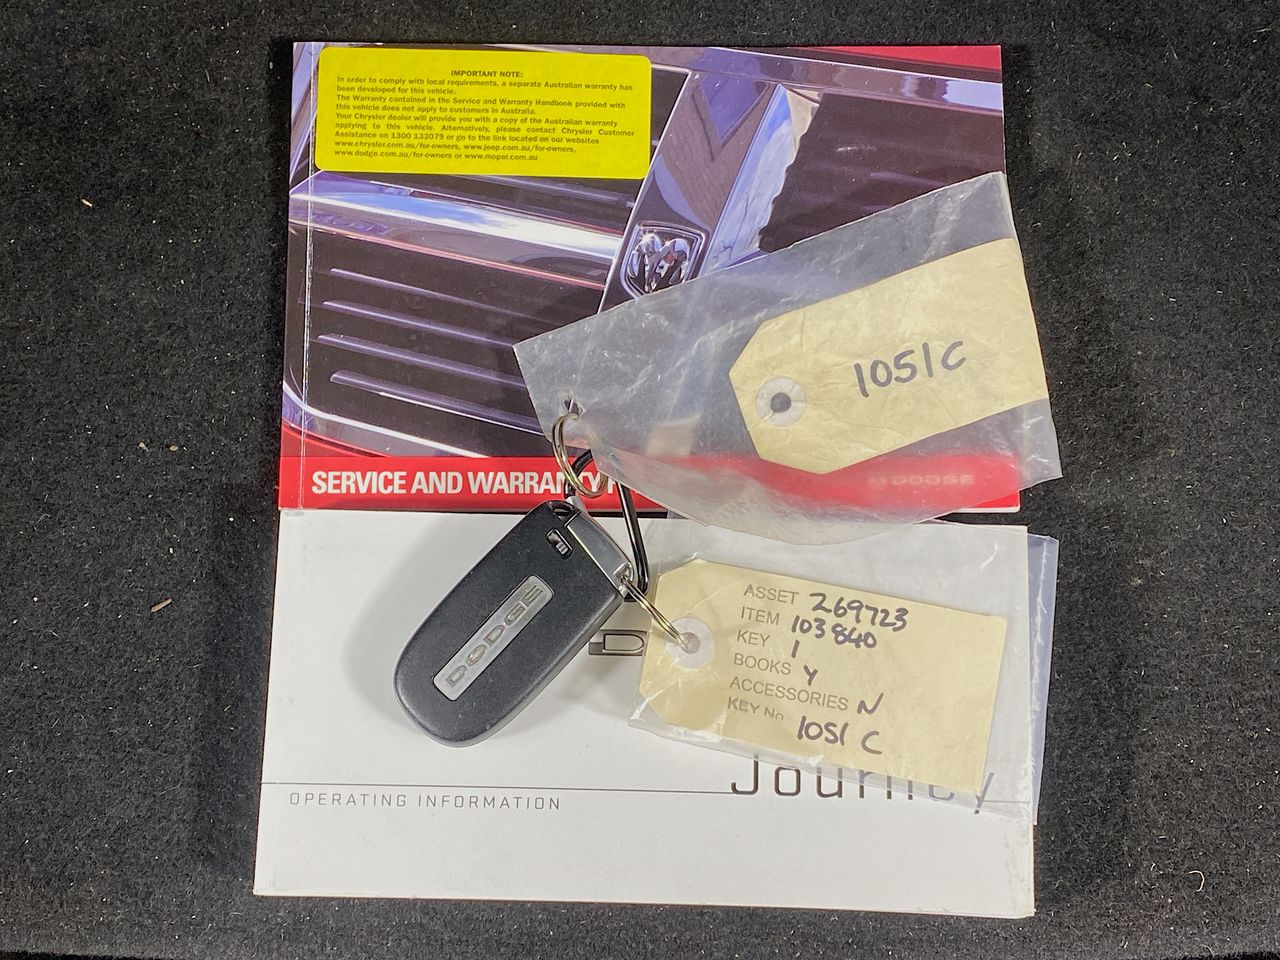 IMPORTANT NOTE:
In order to comply with local requirements, a separate Australian warranty has
been developed for this vehicle.
The Warranty contained in the Service and Warranty Handbook provided with
this vehicle does not apply to customers in Australia.
Your Chrysler dealer will provide you with a copy of the Australian warranty
applying to this vehicle. Alternatively, please contact Chrysler Customer
Assistance on 1300 133079 or go to the link located on our websites
www.chrysler.com.au/for-owners, www.jeep.com.au/for-owners,
www.dodge.com.au/for-owners or www.mopar.com.au
1051C
SERVICE AND WARRANTY
DODGE
DODGE
ASSET 269723
ITEM 103840
KEY 1
BOOKS Y
ACCESSORIES N
KEY No 1051 C
Journey
OPERATING INFORMATION